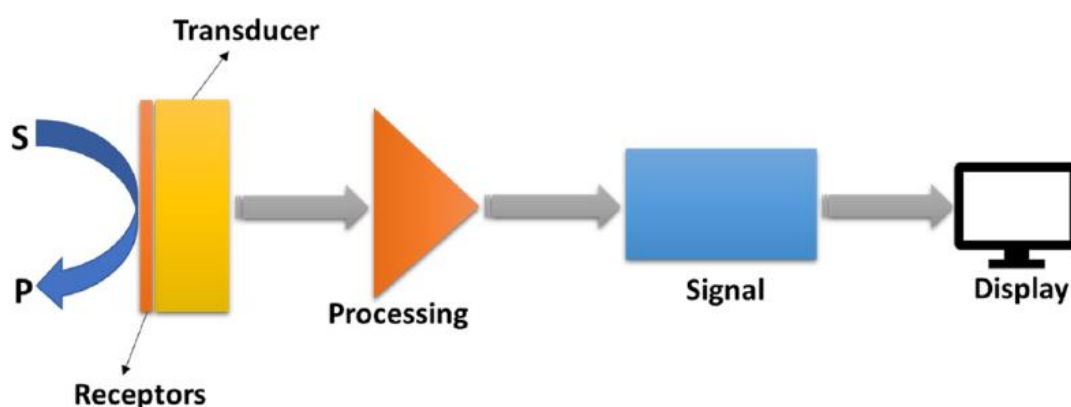 Transducer
S
P
Processing
Signal
Display
Receptors